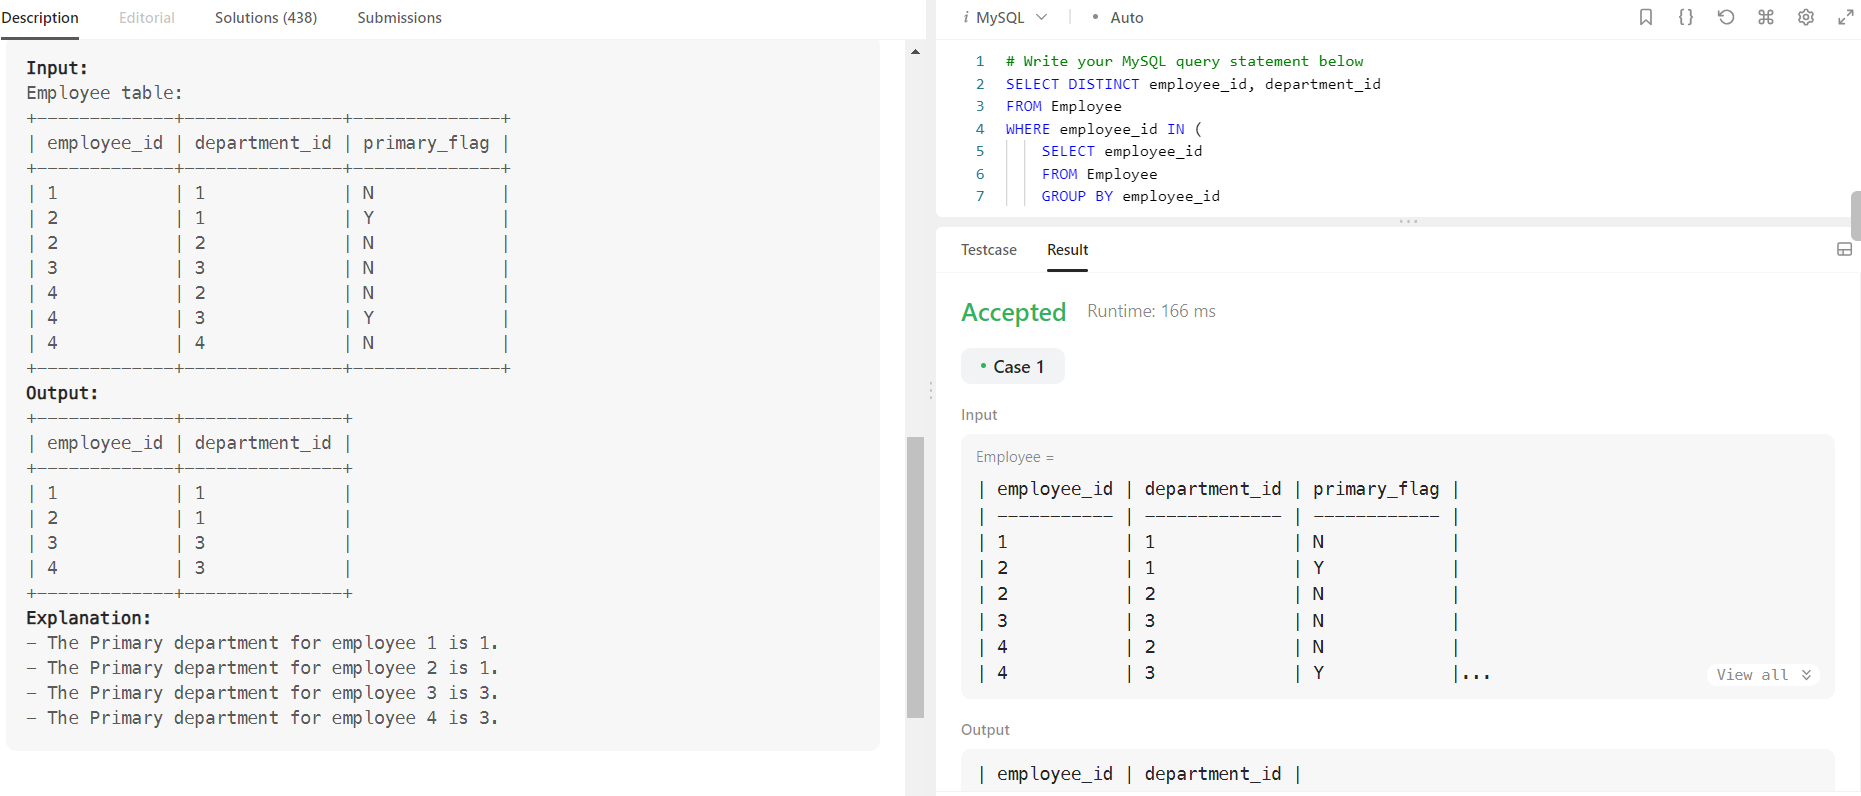 Description Editorial Solutions (438) Submissions
Input:
Employee table:
+-------------+---------------+--------------+
| employee_id | department_id | primary_flag |
+-------------+---------------+--------------+
| 1           | 1             | N            |
| 2           | 1             | Y            |
| 2           | 2             | N            |
| 3           | 3             | N            |
| 4           | 2             | N            |
| 4           | 3             | Y            |
| 4           | 4             | N            |
+-------------+---------------+--------------+
Output:
+-------------+---------------+
| employee_id | department_id |
+-------------+---------------+
| 1           | 1             |
| 2           | 1             |
| 3           | 3             |
| 4           | 3             |
+-------------+---------------+
Explanation:
- The Primary department for employee 1 is 1.
- The Primary department for employee 2 is 1.
- The Primary department for employee 3 is 3.
- The Primary department for employee 4 is 3.
i MySQL • Auto
1 # Write your MySQL query statement below
2 SELECT DISTINCT employee_id, department_id
3 FROM Employee
4 WHERE employee_id IN (
5 SELECT employee_id
6 FROM Employee
7 GROUP BY employee_id
Testcase Result
Accepted Runtime: 166 ms
• Case 1
Input
Employee =
| employee_id | department_id | primary_flag |
| ----------- | ------------- | ------------ |
| 1           | 1             | N            |
| 2           | 1             | Y            |
| 2           | 2             | N            |
| 3           | 3             | N            |
| 4           | 2             | N            |
| 4           | 3             | Y            |...
View all
Output
| employee_id | department_id |